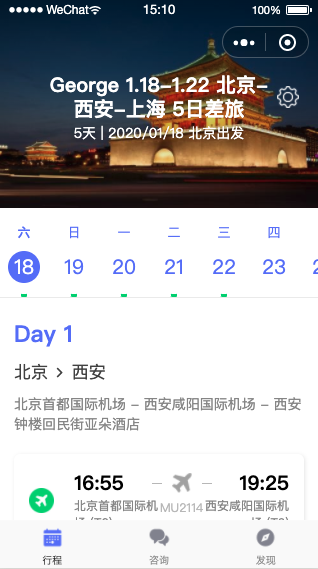 WeChat 15:10 100%
George 1.18-1.22 北京-
西安-上海 5日差旅
5天 | 2020/01/18 北京出发
六 日 一 二 三 四
18 19 20 21 22 23
Day 1
北京 > 西安
北京首都国际机场 - 西安咸阳国际机场 - 西安
钟楼回民街亚朵酒店
16:55 19:25
北京首都国际机 MU2114 西安咸阳国际机
行程 咨询 发现